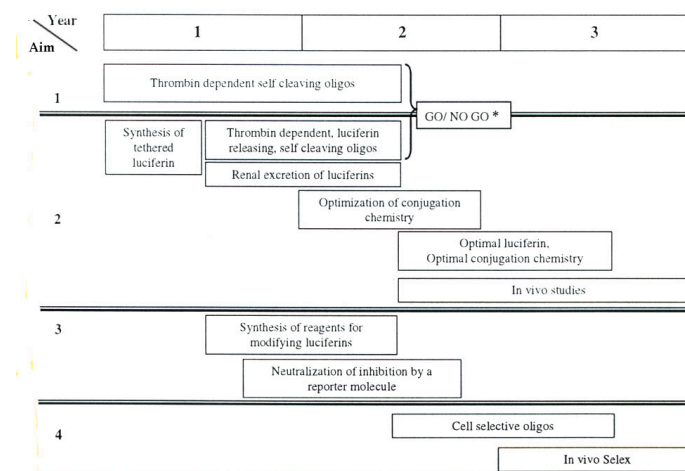 Year
Aim
1
2
3
1
Thrombin dependent self cleaving oligos
GO/ NO GO *
Synthesis of
tethered
luciferin
Thrombin dependent, luciferin
releasing, self cleaving oligos
Renal excretion of luciferins
2
Optimization of conjugation
chemistry
Optimal luciferin,
Optimal conjugation chemistry
In vivo studies
3
Synthesis of reagents for
modifying luciferins
Neutralization of inhibition by a
reporter molecule
4
Cell selective oligos
In vivo Selex